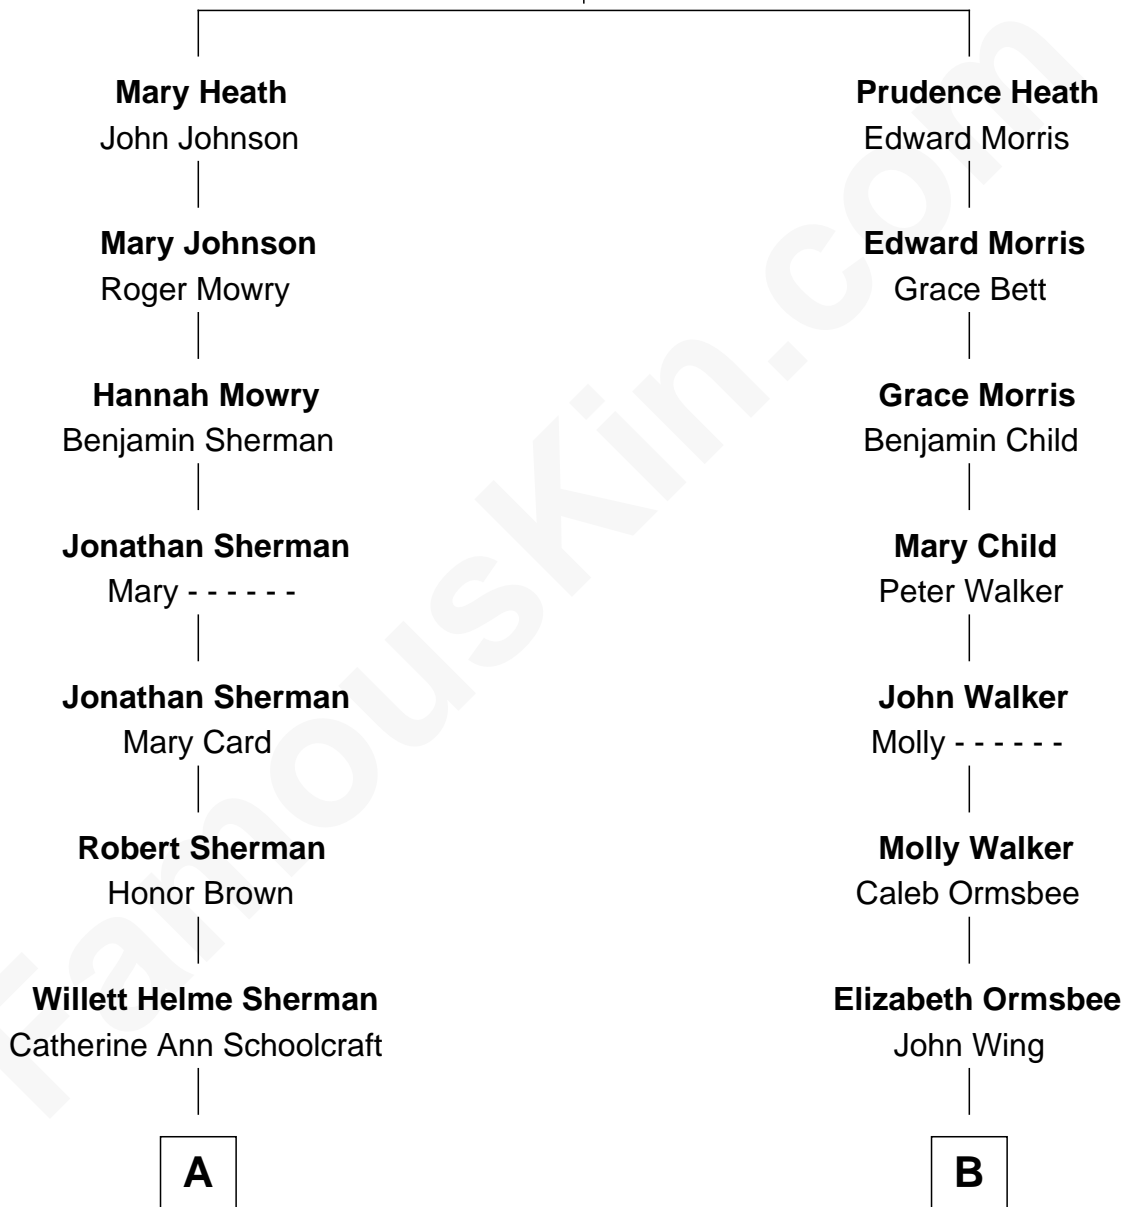 Mary Heath
John Johnson
Mary Johnson
Roger Mowry
Hannah Mowry
Benjamin Sherman
Jonathan Sherman
Mary - - - - - -
Jonathan Sherman
Mary Card
Robert Sherman
Honor Brown
Willett Helme Sherman
Catherine Ann Schoolcraft
A
Prudence Heath
Edward Morris
Edward Morris
Grace Bett
Grace Morris
Benjamin Child
Mary Child
Peter Walker
John Walker
Molly - - - - - -
Molly Walker
Caleb Ormsbee
Elizabeth Ormsbee
John Wing
B
FamousKin.com